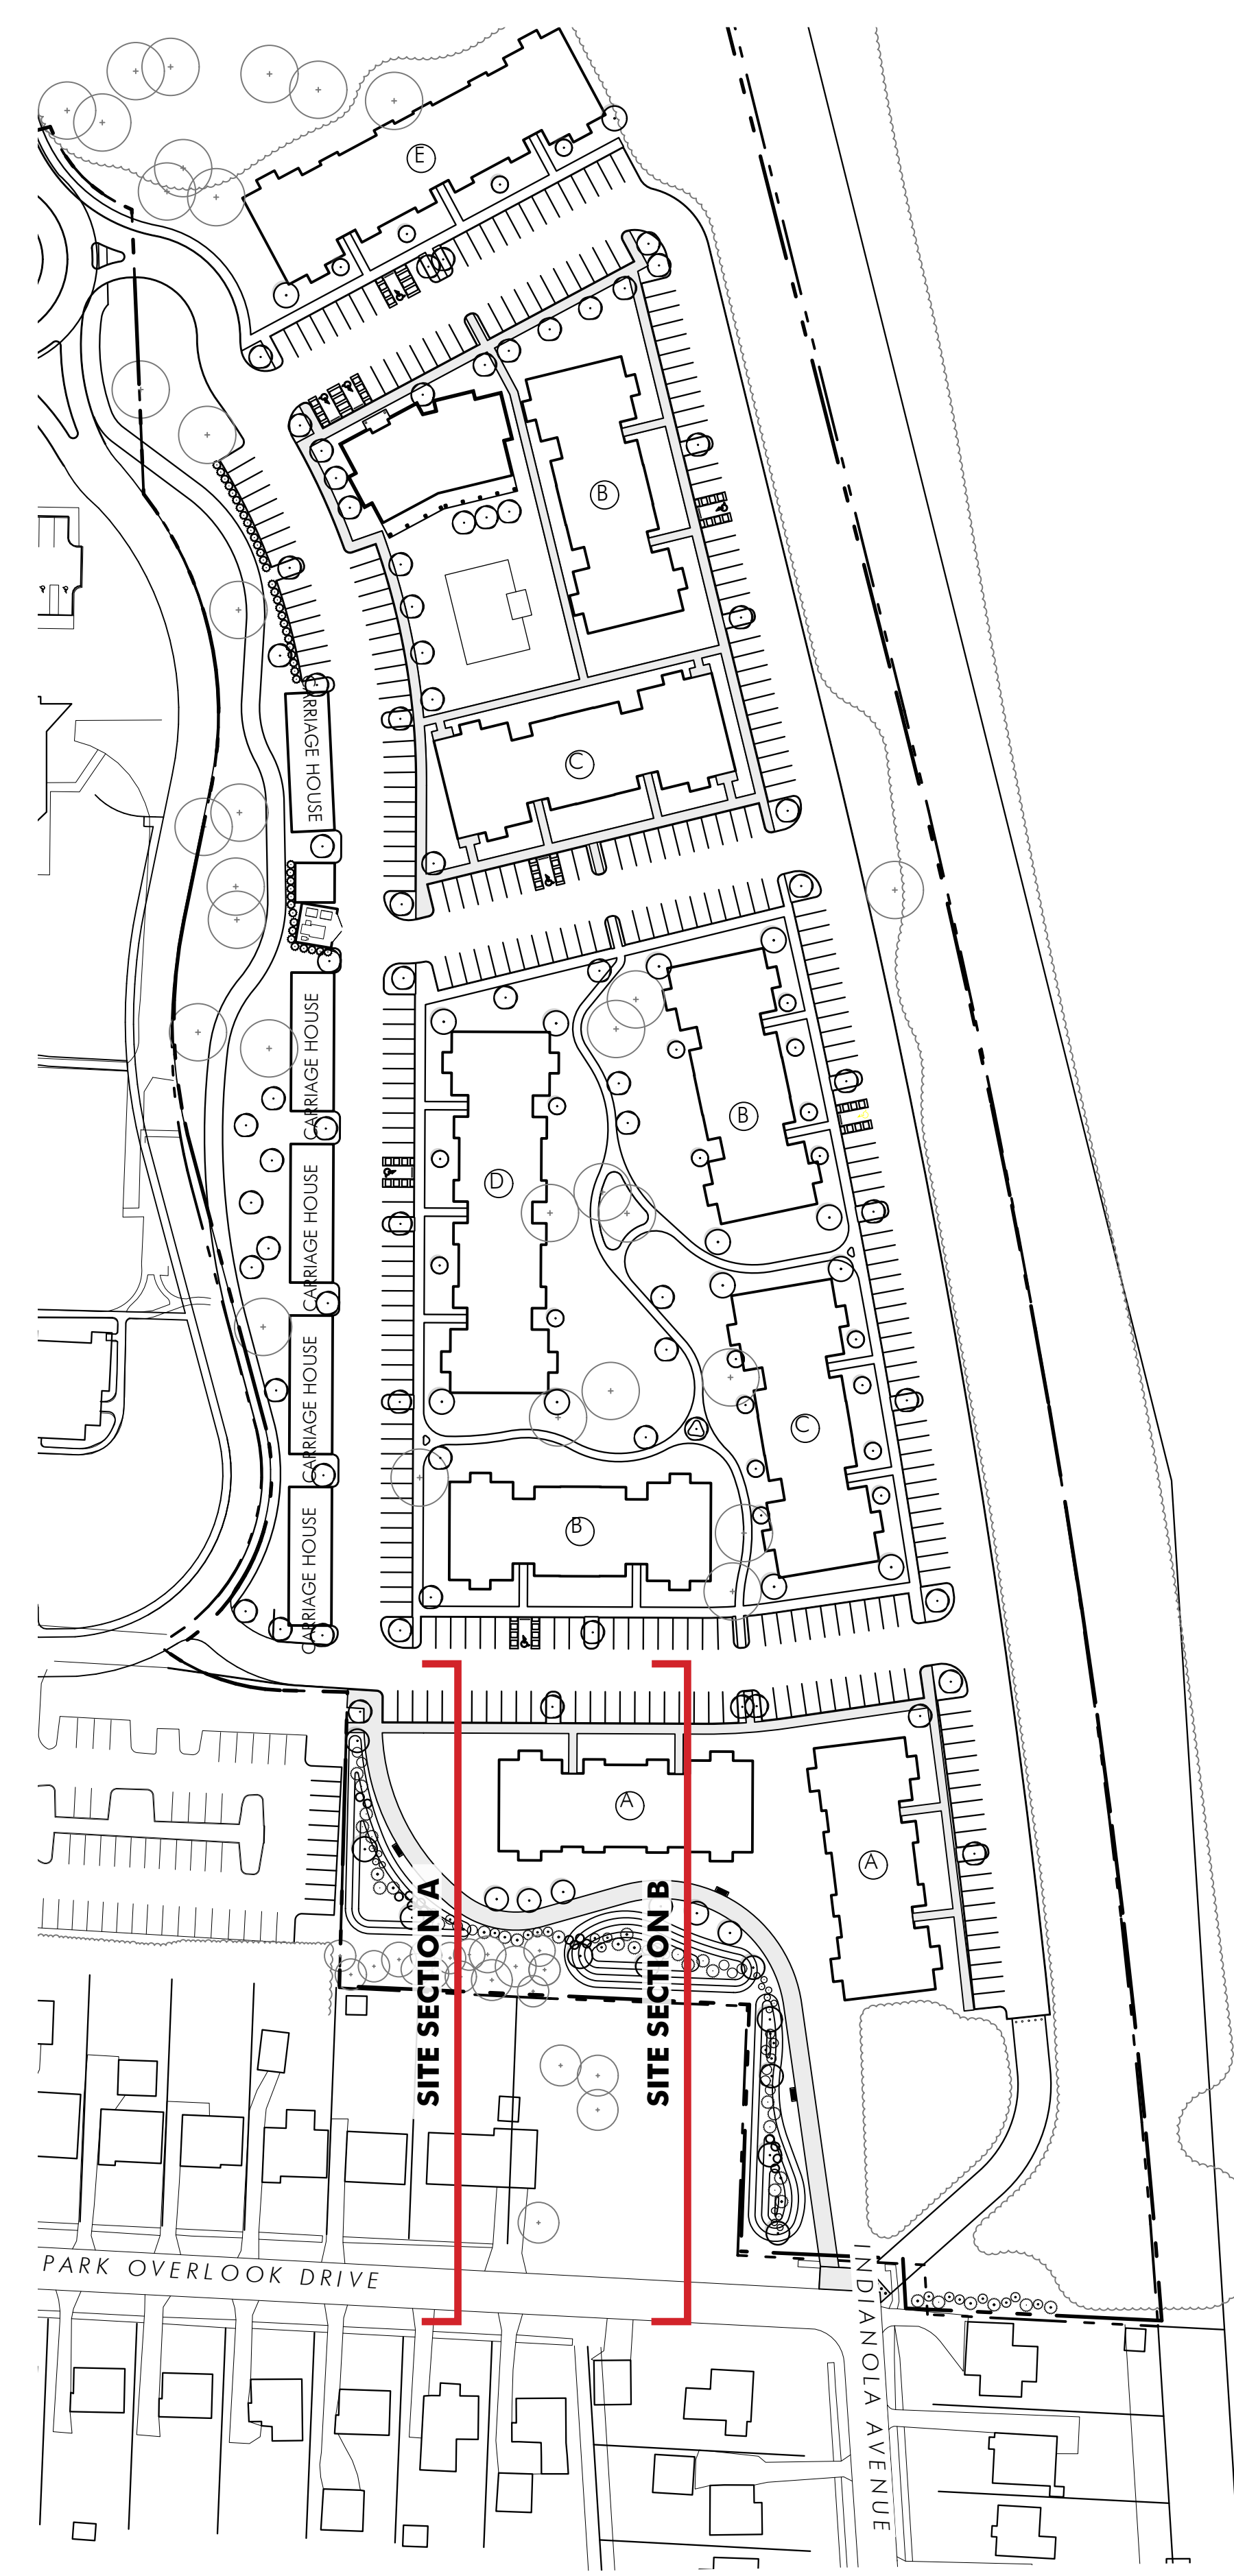 E
B
C
CARRIAGE HOUSE
B
D
CARRIAGE HOUSE
CARRIAGE HOUSE
CARRIAGE HOUSE
C
B
CARRIAGE HOUSE
A
A
SITE SECTION A
SITE SECTION B
PARK OVERLOOK DRIVE
INDIANOLA AVENUE